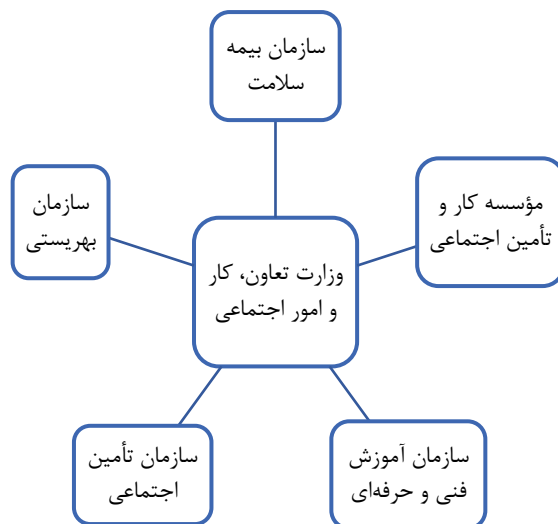 سازمان بیمه
سلامت
مؤسسه کار و
تأمین اجتماعی
سازمان
بهریستی
وزارت تعاون، کار
و امور اجتماعی
سازمان تأمین
اجتماعی
سازمان آموزش
فنی و حرفه‌ای